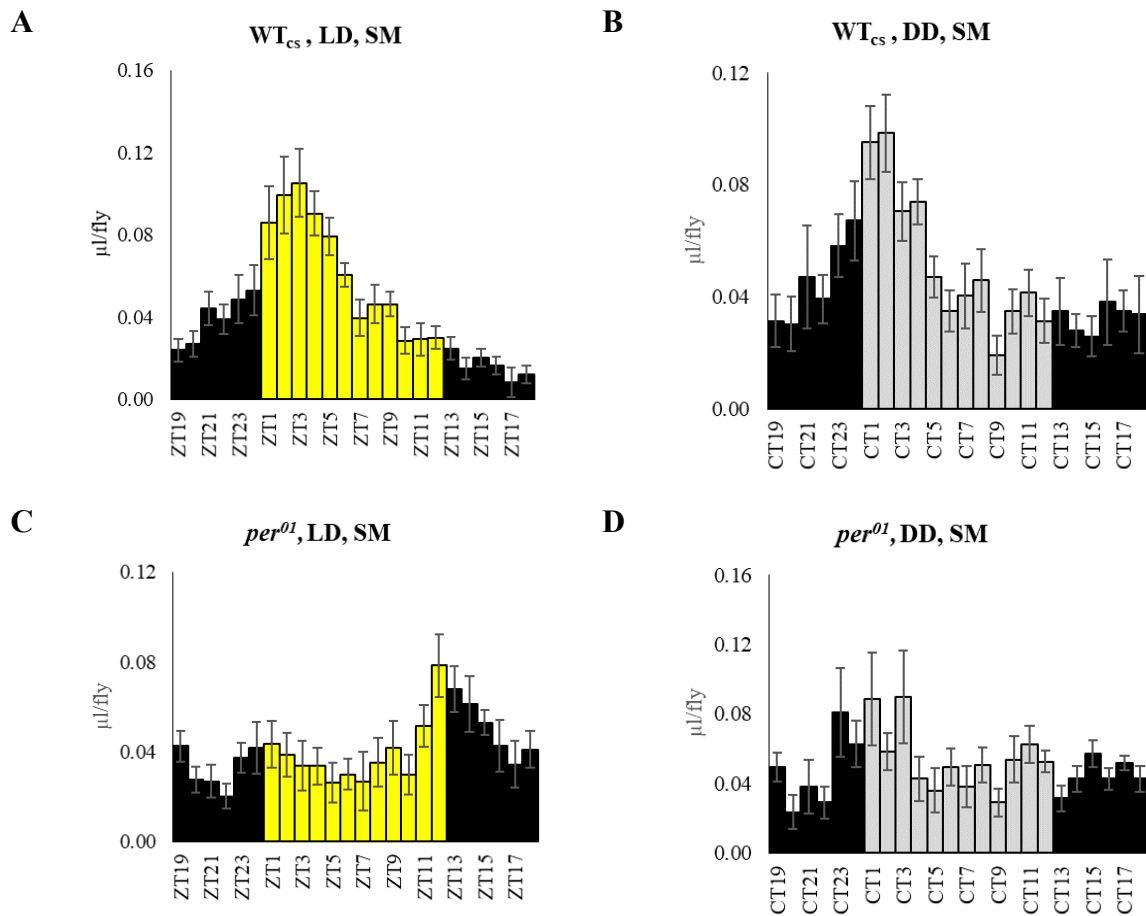 A
WTcs , LD, SM
0.16
0.12
0.08
0.04
0.00
µl/fly
ZT19
ZT21
ZT23
ZT1
ZT3
ZT5
ZT7
ZT9
ZT11
ZT13
ZT15
ZT17
B
WTcs , DD, SM
0.12
0.08
0.04
0.00
µl/fly
CT19
CT21
CT23
CT1
CT3
CT5
CT7
CT9
CT11
CT13
CT15
CT17
C
per01, LD, SM
0.12
0.08
0.04
0.00
µl/fly
ZT19
ZT21
ZT23
ZT1
ZT3
ZT5
ZT7
ZT9
ZT11
ZT13
ZT15
ZT17
D
per01, DD, SM
0.16
0.12
0.08
0.04
0.00
µl/fly
CT19
CT21
CT23
CT1
CT3
CT5
CT7
CT9
CT11
CT13
CT15
CT17